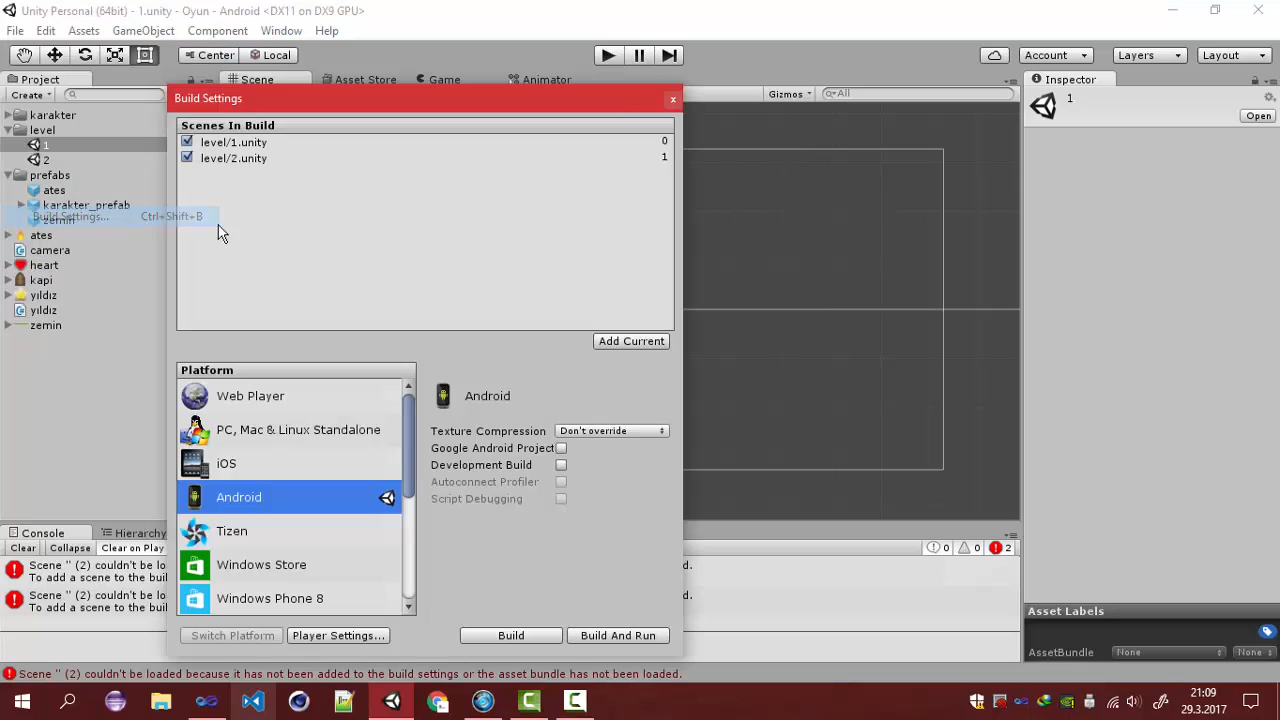 Unity Personal (64bit) - 1.unity - Oyun - Android <DX11 on DX9 GPU>
File Edit Assets GameObject Component Window Help
Center Local Account Layers Layout
Project Scene Asset Store Game Animator Inspector
Create Gizmos All
Build Settings
x
1
Open
Scenes In Build
level/1.unity 0
level/2.unity 1
karakter
level
1
2
prefabs
ates
karakter_prefab
Build Settings... Ctrl+Shift+B
zemin
ates
camera
heart
kapi
yıldız
yıldız
zemin
Add Current
Platform
Web Player
PC, Mac & Linux Standalone
iOS
Android
Tizen
Windows Store
Windows Phone 8
Android
Texture Compression Don't override
Google Android Project
Development Build
Autoconnect Profiler
Script Debugging
Switch Platform Player Settings... Build Build And Run
Console Hierarchy
Clear Collapse Clear on Play 0 0 2
Scene '' (2) couldn't be loa d.
To add a scene to the buil
Scene '' (2) couldn't be loa d.
To add a scene to the buil
Asset Labels
AssetBundle None None
Scene '' (2) couldn't be loaded because it has not been added to the build settings or the asset bundle has not been loaded.
21:09
29.3.2017